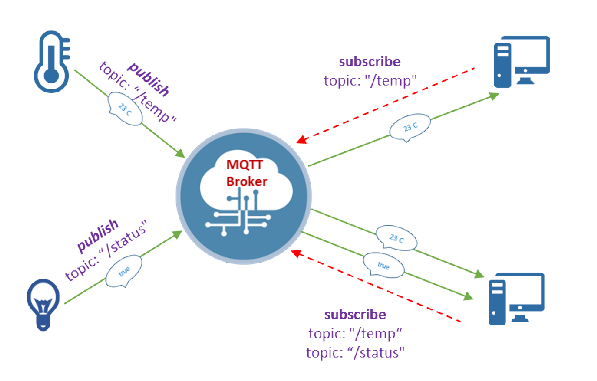 publish
topic: “/temp"
23 C
subscribe
topic: "/temp"
23 C
MQTT
Broker
publish
topic: “/status”
true
23 C
true
subscribe
topic: "/temp“
topic: “/status"